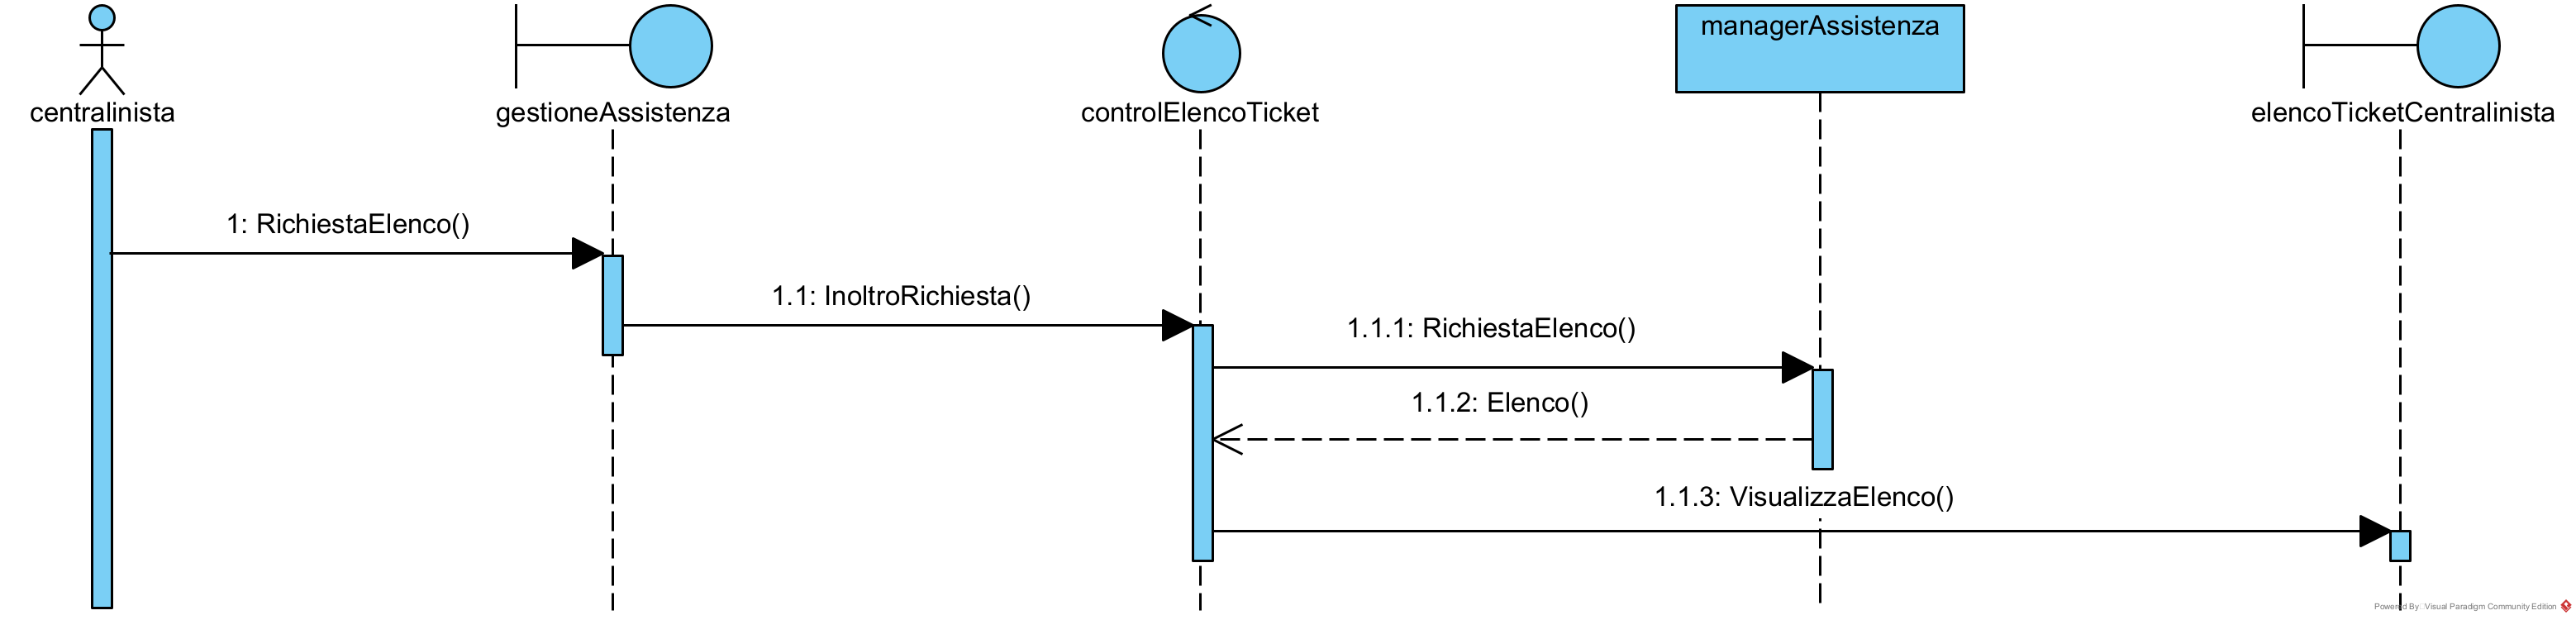 managerAssistenza
centralinista
gestioneAssistenza
controlElencoTicket
elencoTicketCentralinista
1: RichiestaElenco()
1.1: InoltroRichiesta()
1.1.1: RichiestaElenco()
1.1.2: Elenco()
1.1.3: VisualizzaElenco()
Powered By Visual Paradigm Community Edition